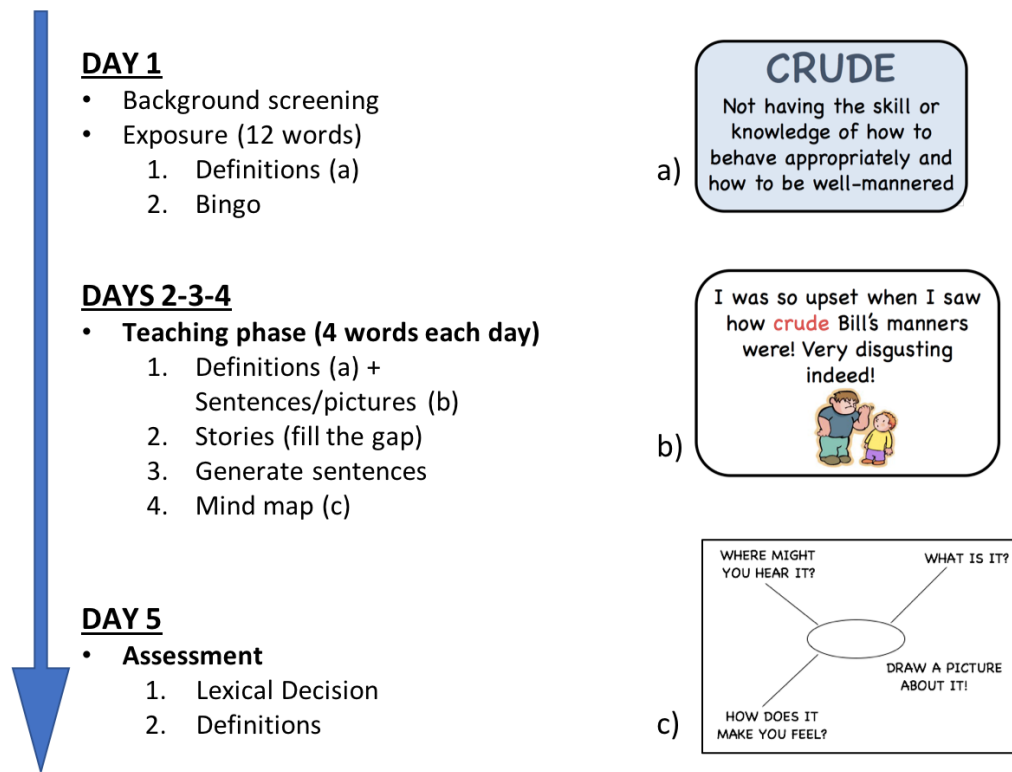 DAY 1
• Background screening
• Exposure (12 words)
1. Definitions (a)
2. Bingo
a)
CRUDE
Not having the skill or
knowledge of how to
behave appropriately and
how to be well-mannered
DAYS 2-3-4
• Teaching phase (4 words each day)
1. Definitions (a) +
Sentences/pictures (b)
2. Stories (fill the gap)
3. Generate sentences
4. Mind map (c)
b)
I was so upset when I saw
how crude Bill's manners
were! Very disgusting
indeed!
DAY 5
• Assessment
1. Lexical Decision
2. Definitions
c)
WHERE MIGHT
YOU HEAR IT?
WHAT IS IT?
DRAW A PICTURE
ABOUT IT!
HOW DOES IT
MAKE YOU FEEL?